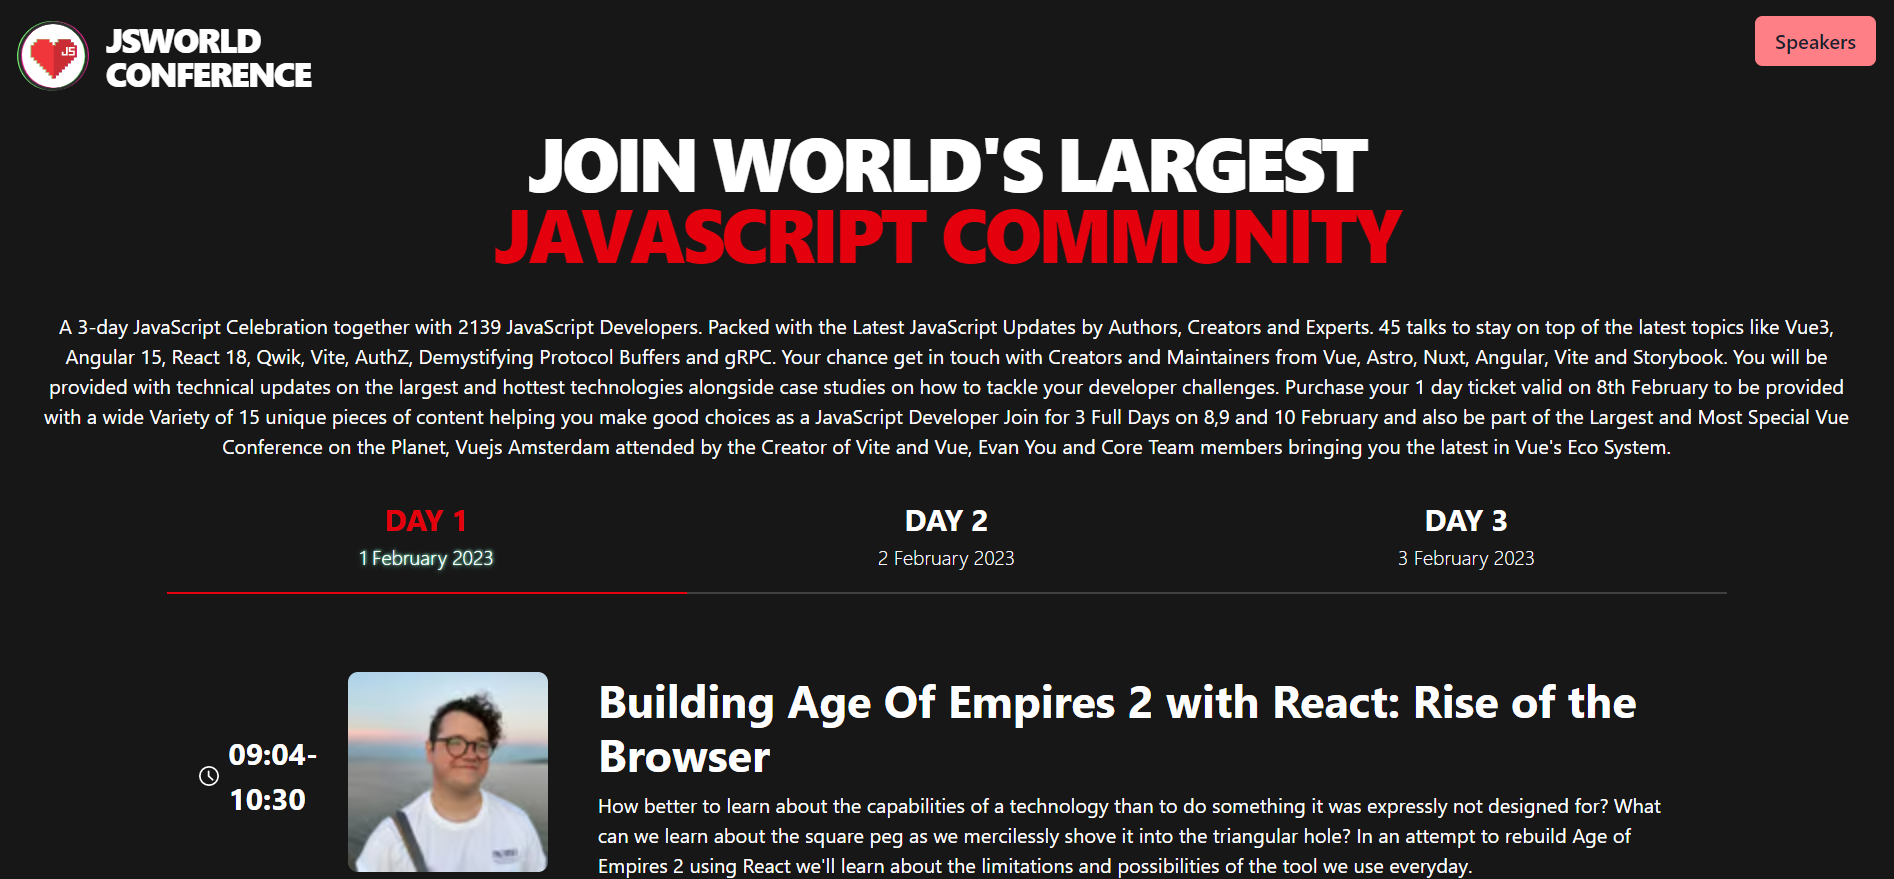 JS
JSWORLD
CONFERENCE
Speakers
JOIN WORLD'S LARGEST
JAVASCRIPT COMMUNITY
A 3-day JavaScript Celebration together with 2139 JavaScript Developers. Packed with the Latest JavaScript Updates by Authors, Creators and Experts. 45 talks to stay on top of the latest topics like Vue3,
Angular 15, React 18, Qwik, Vite, AuthZ, Demystifying Protocol Buffers and gRPC. Your chance get in touch with Creators and Maintainers from Vue, Astro, Nuxt, Angular, Vite and Storybook. You will be
provided with technical updates on the largest and hottest technologies alongside case studies on how to tackle your developer challenges. Purchase your 1 day ticket valid on 8th February to be provided
with a wide Variety of 15 unique pieces of content helping you make good choices as a JavaScript Developer Join for 3 Full Days on 8,9 and 10 February and also be part of the Largest and Most Special Vue
Conference on the Planet, Vuejs Amsterdam attended by the Creator of Vite and Vue, Evan You and Core Team members bringing you the latest in Vue's Eco System.
DAY 1
1 February 2023
DAY 2
2 February 2023
DAY 3
3 February 2023
09:04-
10:30
Building Age Of Empires 2 with React: Rise of the
Browser
How better to learn about the capabilities of a technology than to do something it was expressly not designed for? What
can we learn about the square peg as we mercilessly shove it into the triangular hole? In an attempt to rebuild Age of
Empires 2 using React we'll learn about the limitations and possibilities of the tool we use everyday.